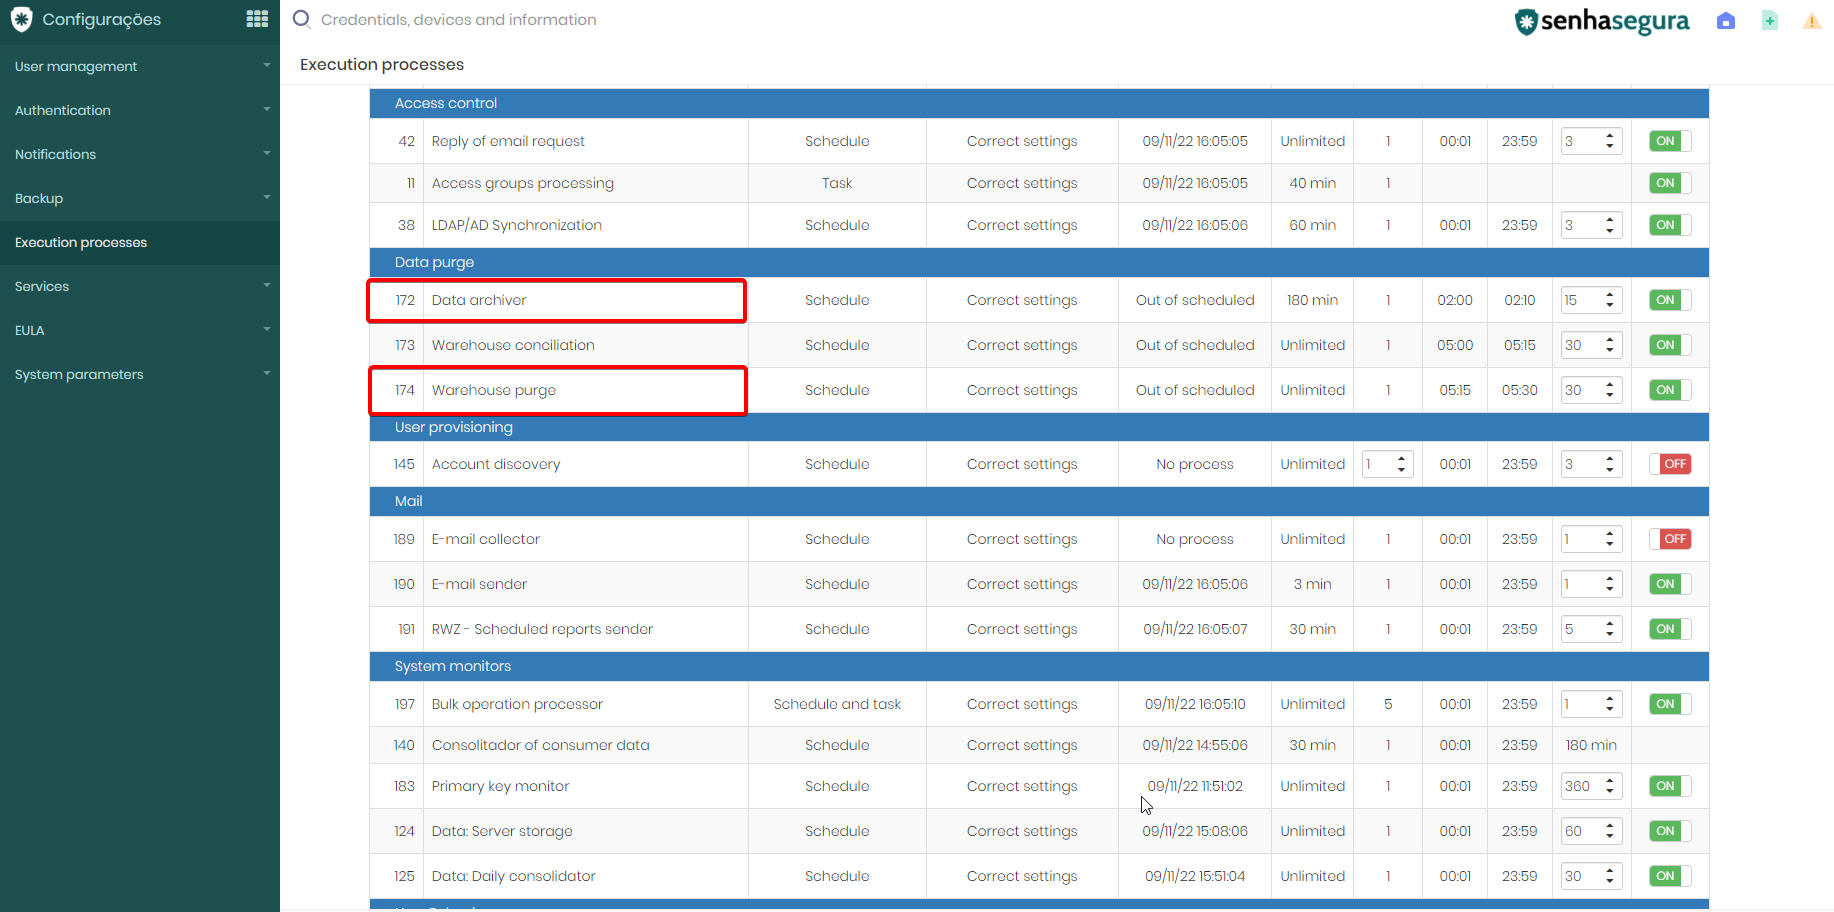 Configurações
Credentials, devices and information
senhasegura
User management
Authentication
Notifications
Backup
Execution processes
Services
EULA
System parameters
Execution processes
Access control
42 Reply of email request Schedule Correct settings 09/11/22 16:05:05 Unlimited 1 00:01 23:59 3 ON
11 Access groups processing Task Correct settings 09/11/22 16:05:05 40 min 1 ON
38 LDAP/AD Synchronization Schedule Correct settings 09/11/22 16:05:06 60 min 1 00:01 23:59 3 ON
Data purge
172 Data archiver Schedule Correct settings Out of scheduled 180 min 1 02:00 02:10 15 ON
173 Warehouse conciliation Schedule Correct settings Out of scheduled Unlimited 1 05:00 05:15 30 ON
174 Warehouse purge Schedule Correct settings Out of scheduled Unlimited 1 05:15 05:30 30 ON
User provisioning
145 Account discovery Schedule Correct settings No process Unlimited 1 00:01 23:59 3 OFF
Mail
189 E-mail collector Schedule Correct settings No process Unlimited 1 00:01 23:59 1 OFF
190 E-mail sender Schedule Correct settings 09/11/22 16:05:06 3 min 1 00:01 23:59 1 ON
191 RWZ - Scheduled reports sender Schedule Correct settings 09/11/22 16:05:07 30 min 1 00:01 23:59 5 ON
System monitors
197 Bulk operation processor Schedule and task Correct settings 09/11/22 16:05:10 Unlimited 5 00:01 23:59 1 ON
140 Consolitador of consumer data Schedule Correct settings 09/11/22 14:55:06 30 min 1 00:01 23:59 180 min
183 Primary key monitor Schedule Correct settings 09/11/22 11:51:02 Unlimited 1 00:01 23:59 360 ON
124 Data: Server storage Schedule Correct settings 09/11/22 15:08:06 Unlimited 1 00:01 23:59 60 ON
125 Data: Daily consolidator Schedule Correct settings 09/11/22 15:51:04 Unlimited 1 00:01 23:59 30 ON